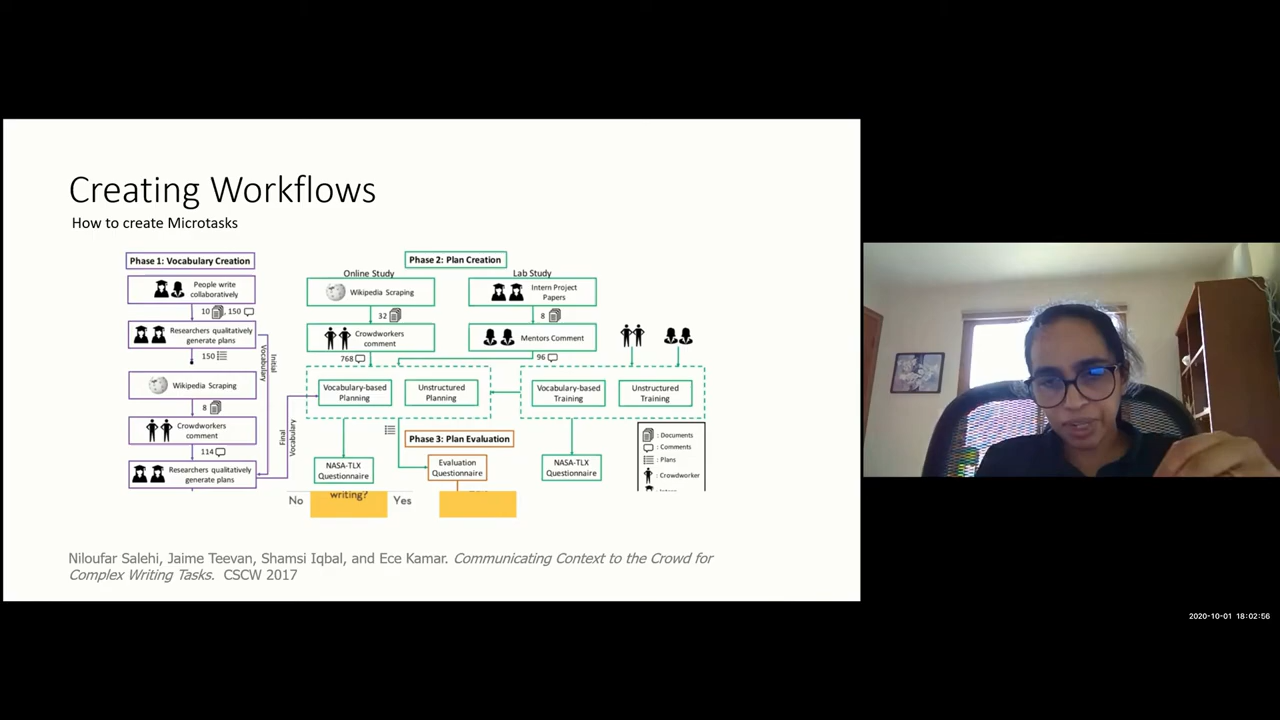 Creating Workflows
How to create Microtasks
Phase 1: Vocabulary Creation
People write
collaboratively
10 , 150
Researchers qualitatively
generate plans
150
Initial
Vocabulary
Wikipedia Scraping
8
Crowdworkers
comment
114
Researchers qualitatively
generate plans
Final
Vocabulary
Phase 2: Plan Creation
Online Study
Lab Study
Wikipedia Scraping
Intern Project
Papers
32
8
Crowdworkers
comment
Mentors Comment
768
96
Vocabulary-based
Planning
Unstructured
Planning
Vocabulary-based
Training
Unstructured
Training
Phase 3: Plan Evaluation
NASA-TLX
Questionnaire
Evaluation
Questionnaire
NASA-TLX
Questionnaire
: Documents
: Comments
: Plans
: Crowdworker
No
writing?
Yes
Niloufar Salehi, Jaime Teevan, Shamsi Iqbal, and Ece Kamar. Communicating Context to the Crowd for
Complex Writing Tasks. CSCW 2017
2020-10-01 18:02:56